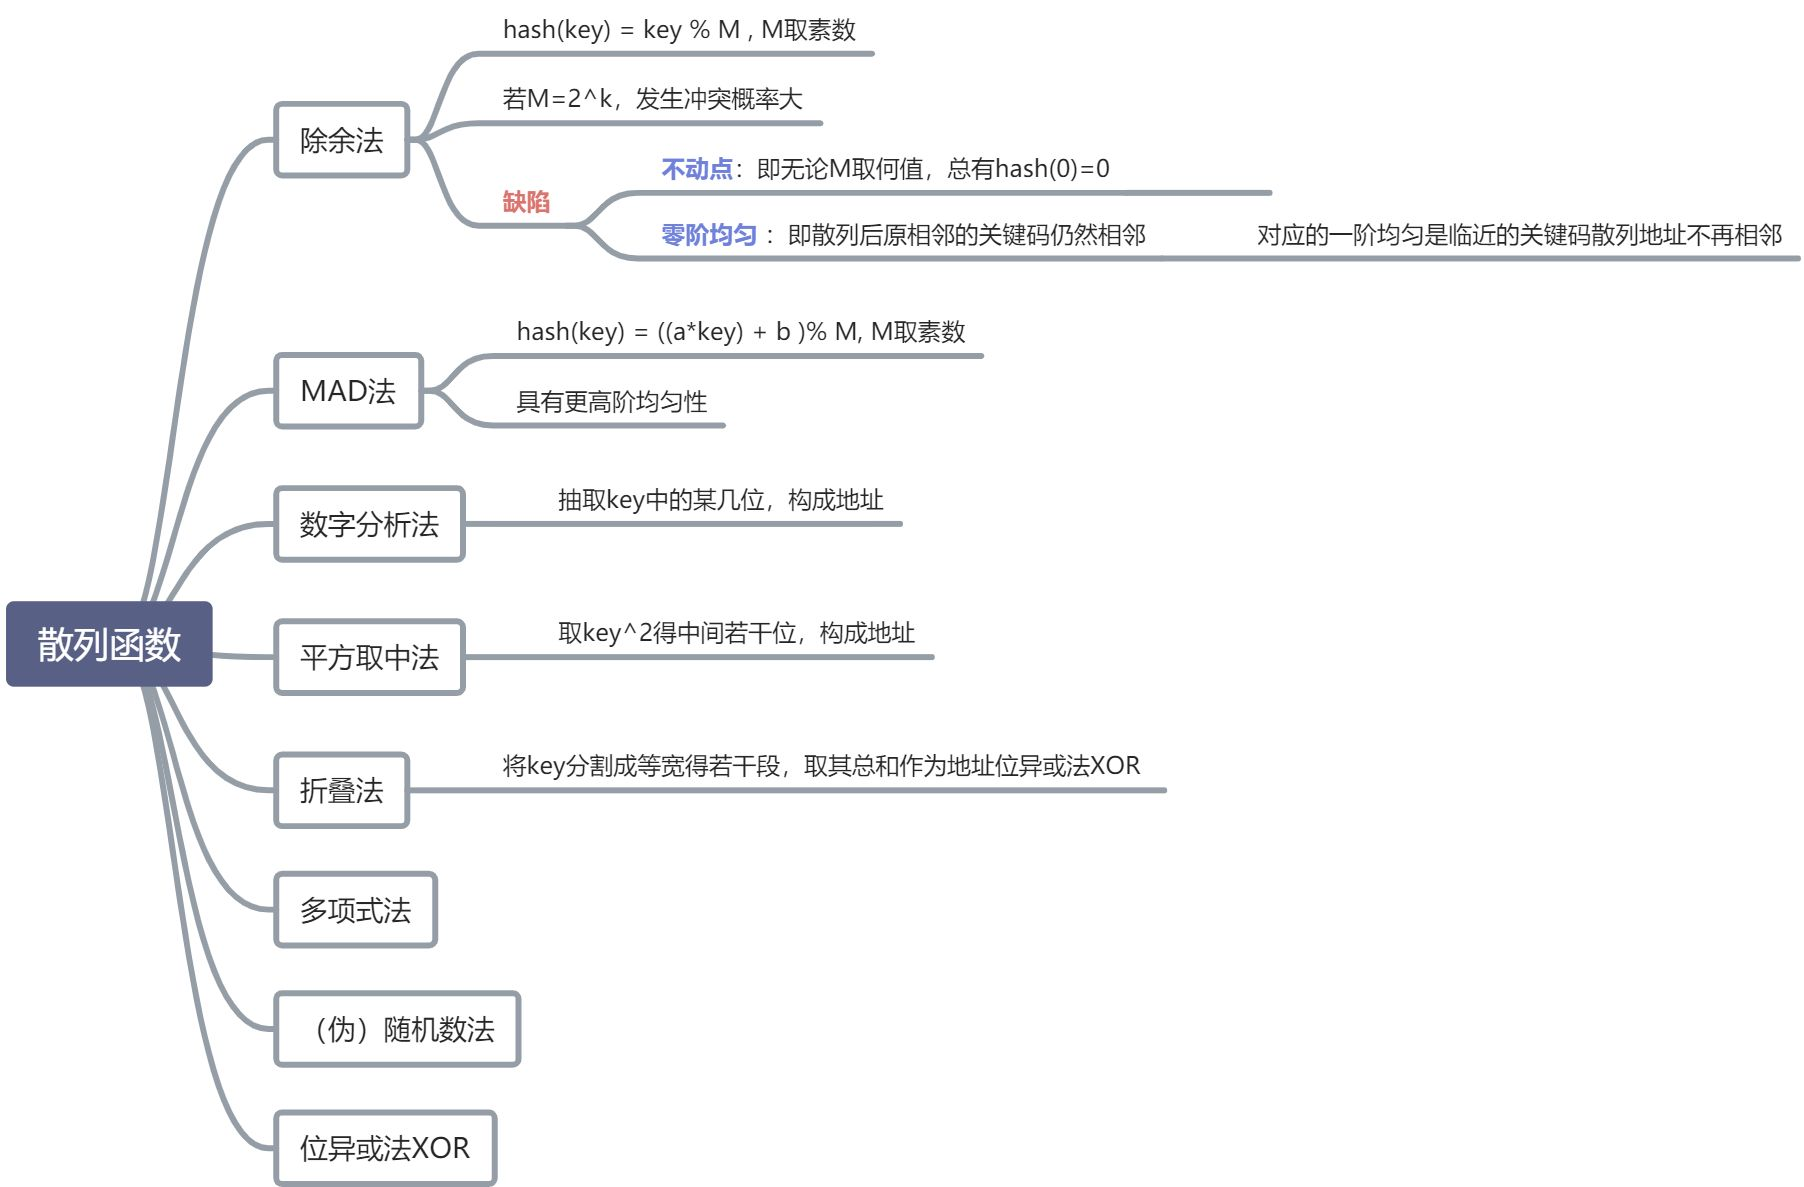 散列函数
除余法
hash(key) = key % M , M取素数
若M=2^k，发生冲突概率大
缺陷
不动点：即无论M取何值，总有hash(0)=0
零阶均匀 ：即散列后原相邻的关键码仍然相邻
对应的一阶均匀是临近的关键码散列地址不再相邻
MAD法
hash(key) = ((a*key) + b )% M, M取素数
具有更高阶均匀性
数字分析法
抽取key中的某几位，构成地址
平方取中法
取key^2得中间若干位，构成地址
折叠法
将key分割成等宽得若干段，取其总和作为地址位异或法XOR
多项式法
（伪）随机数法
位异或法XOR